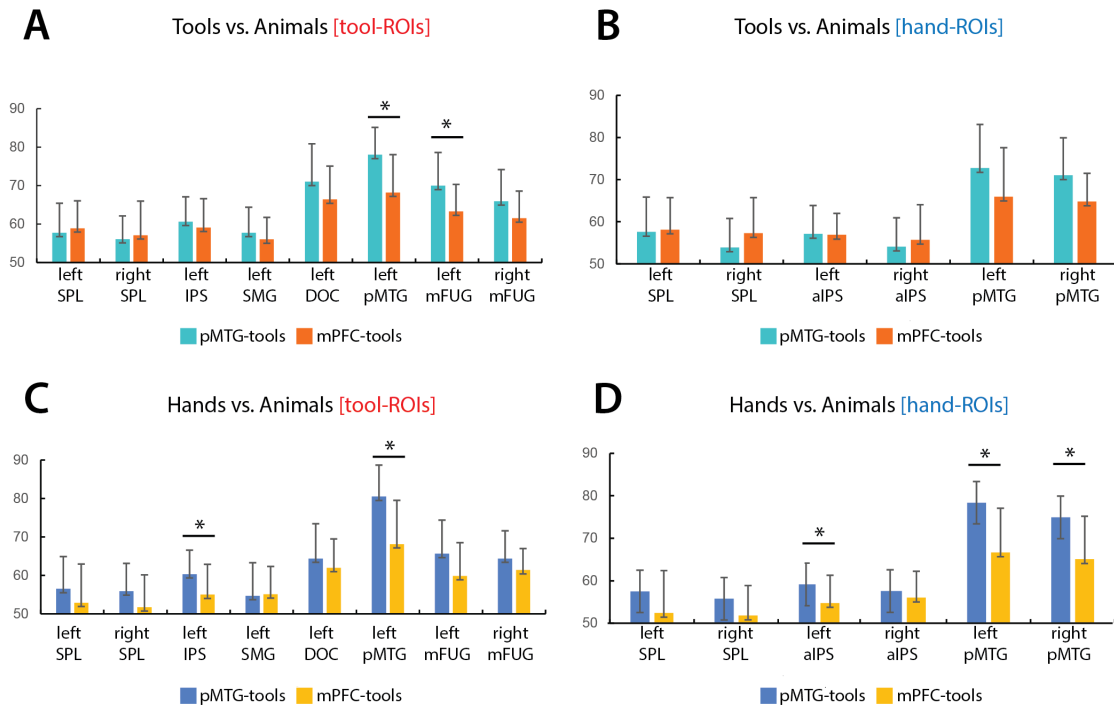 A
Tools vs. Animals [tool-ROIs]
90
80
70
60
50
* *
left right left left left left left right
SPL SPL IPS SMG DOC pMTG mFUG mFUG
pMTG-tools mPFC-tools
B
Tools vs. Animals [hand-ROIs]
90
80
70
60
50
left right left right left right
SPL SPL aIPS aIPS pMTG pMTG
pMTG-tools mPFC-tools
C
Hands vs. Animals [tool-ROIs]
90
80
70
60
50
* *
left right left left left left left right
SPL SPL IPS SMG DOC pMTG mFUG mFUG
pMTG-tools mPFC-tools
D
Hands vs. Animals [hand-ROIs]
90
80
70
60
50
* * *
left right left right left right
SPL SPL aIPS aIPS pMTG pMTG
pMTG-tools mPFC-tools